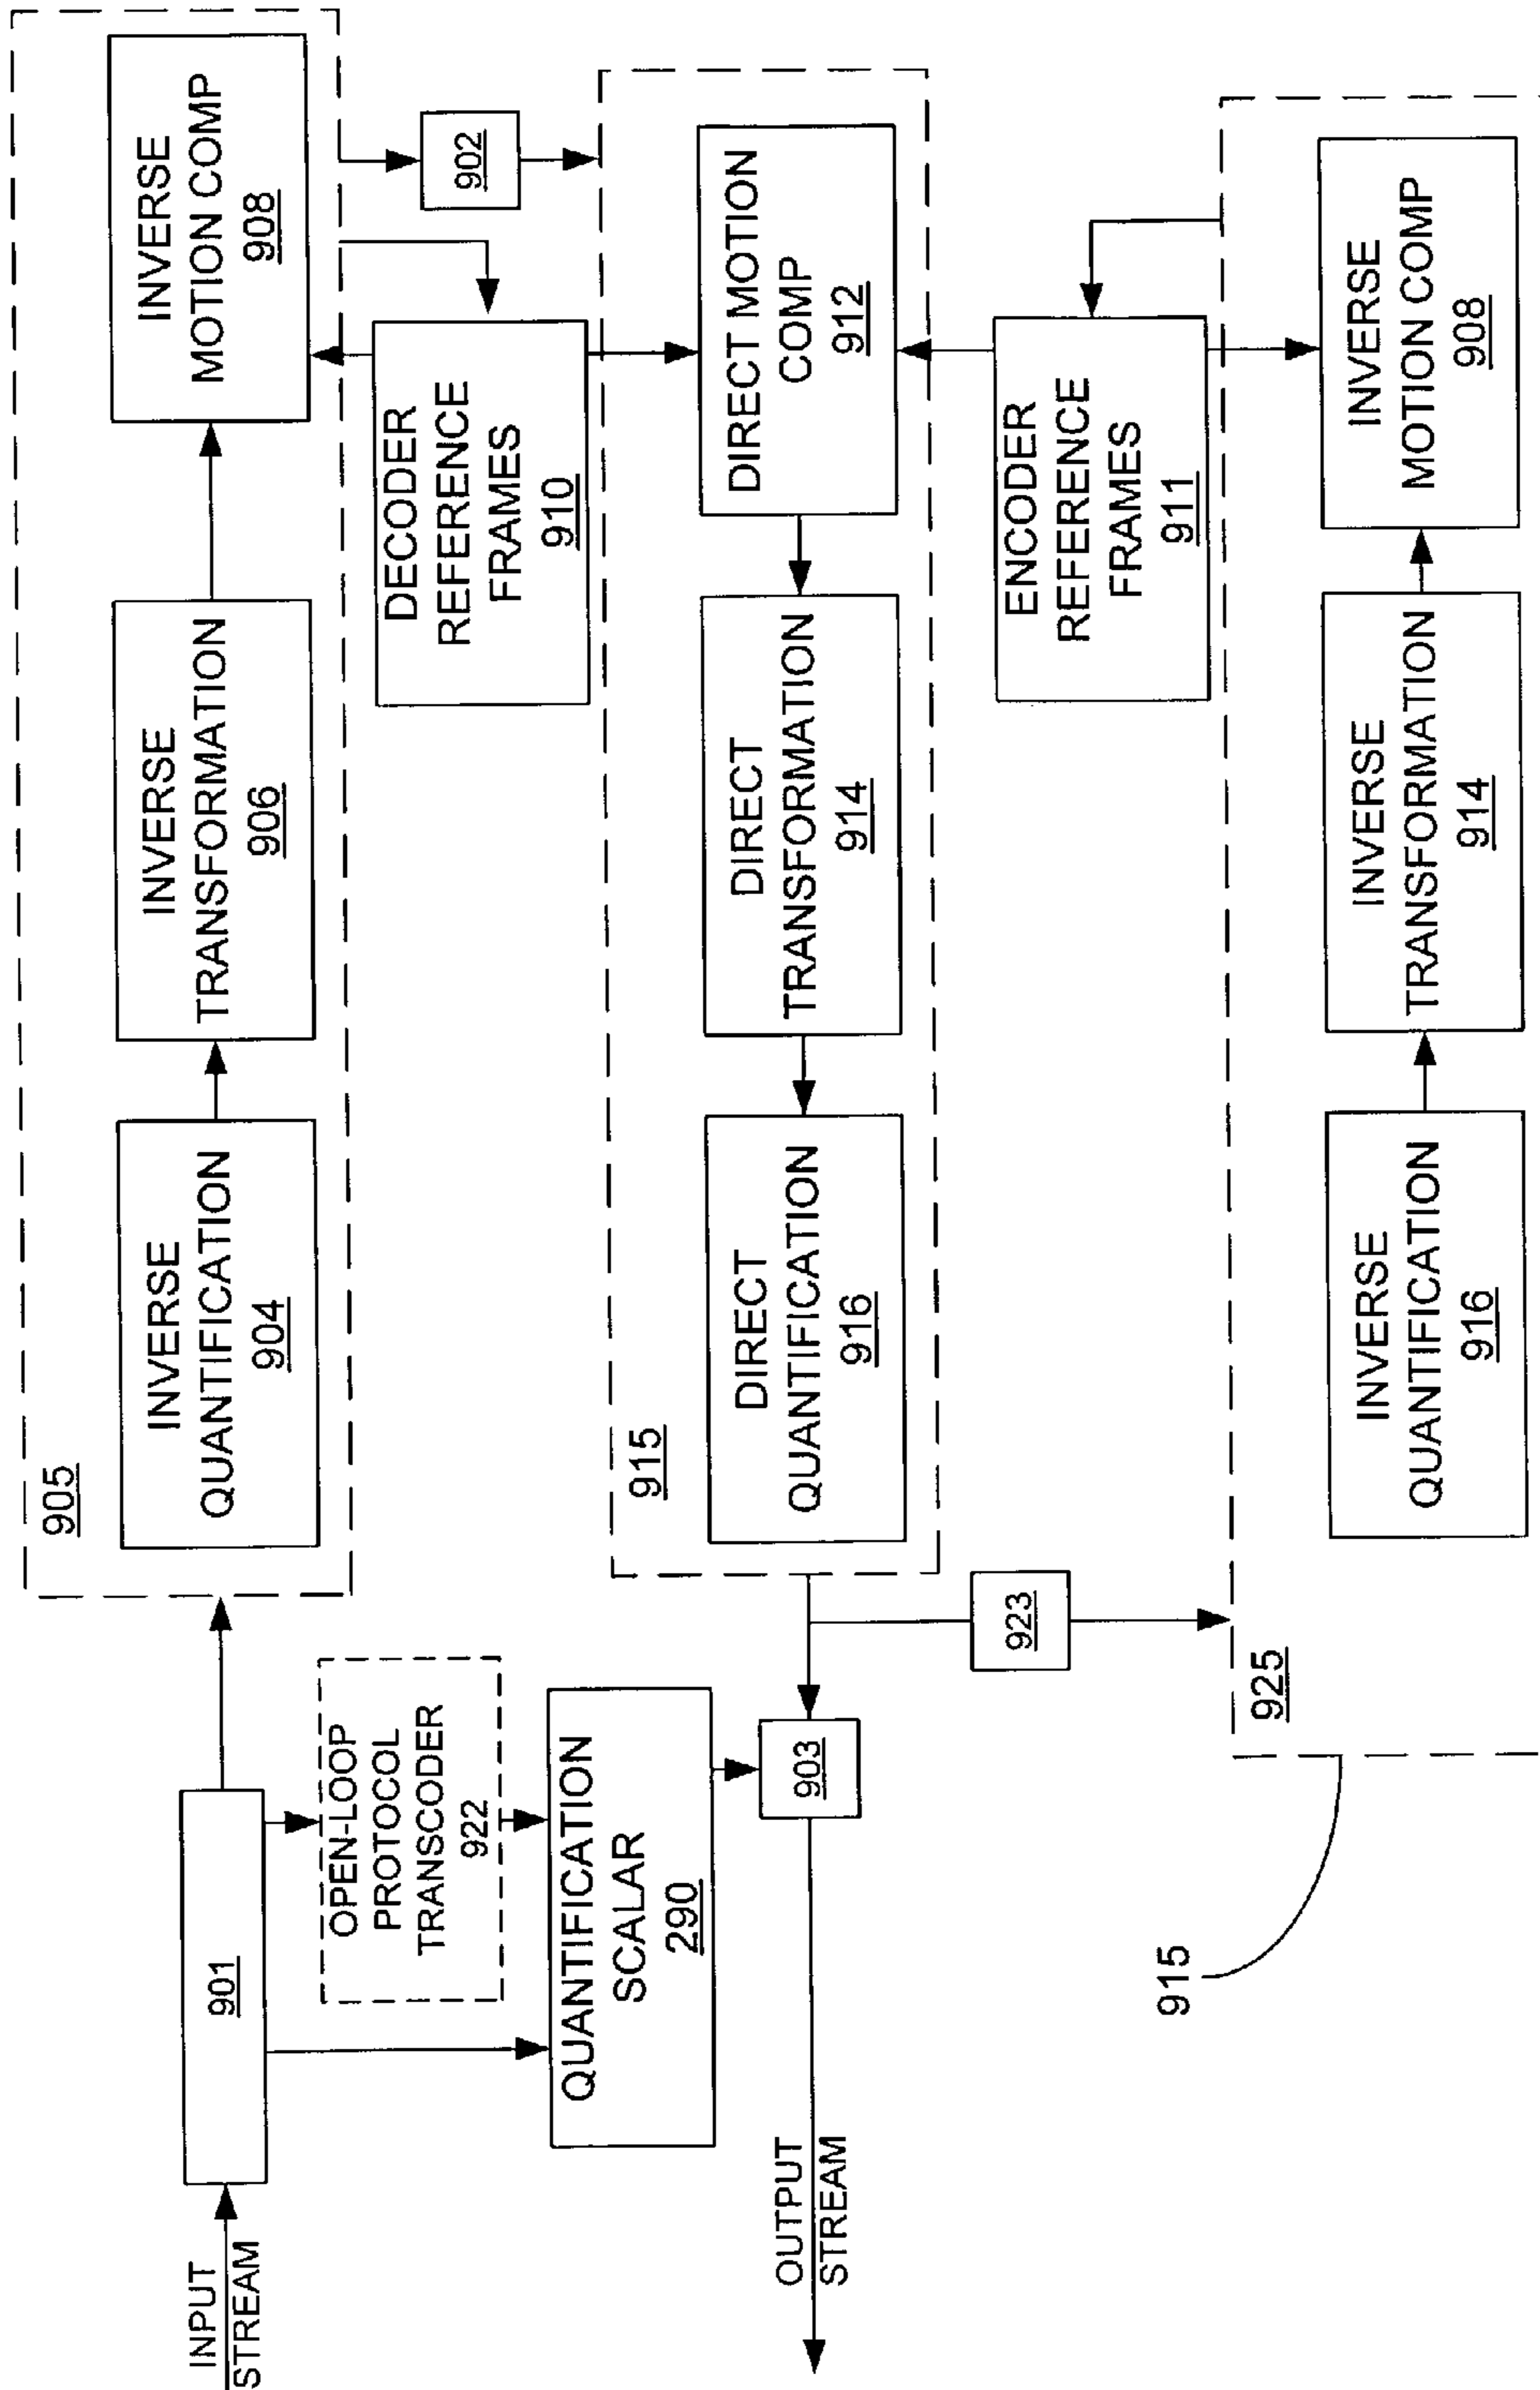 905
INVERSE
QUANTIFICATION
904
INVERSE
TRANSFORMATION
906
INVERSE
MOTION COMP
908
INPUT
STREAM
901
OPEN-LOOP
PROTOCOL
TRANSCODER
922
QUANTIFICATION
SCALAR
290
DECODER
REFERENCE
FRAMES
910
902
915
DIRECT
QUANTIFICATION
916
DIRECT
TRANSFORMATION
914
DIRECT MOTION
COMP
912
OUTPUT
STREAM
903
923
ENCODER
REFERENCE
FRAMES
911
915
925
INVERSE
QUANTIFICATION
916
INVERSE
TRANSFORMATION
914
INVERSE
MOTION COMP
908